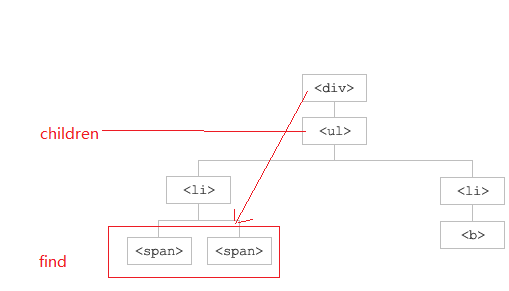 <div>
children
<ul>
<li>
<li>
<span>
<span>
<b>
find